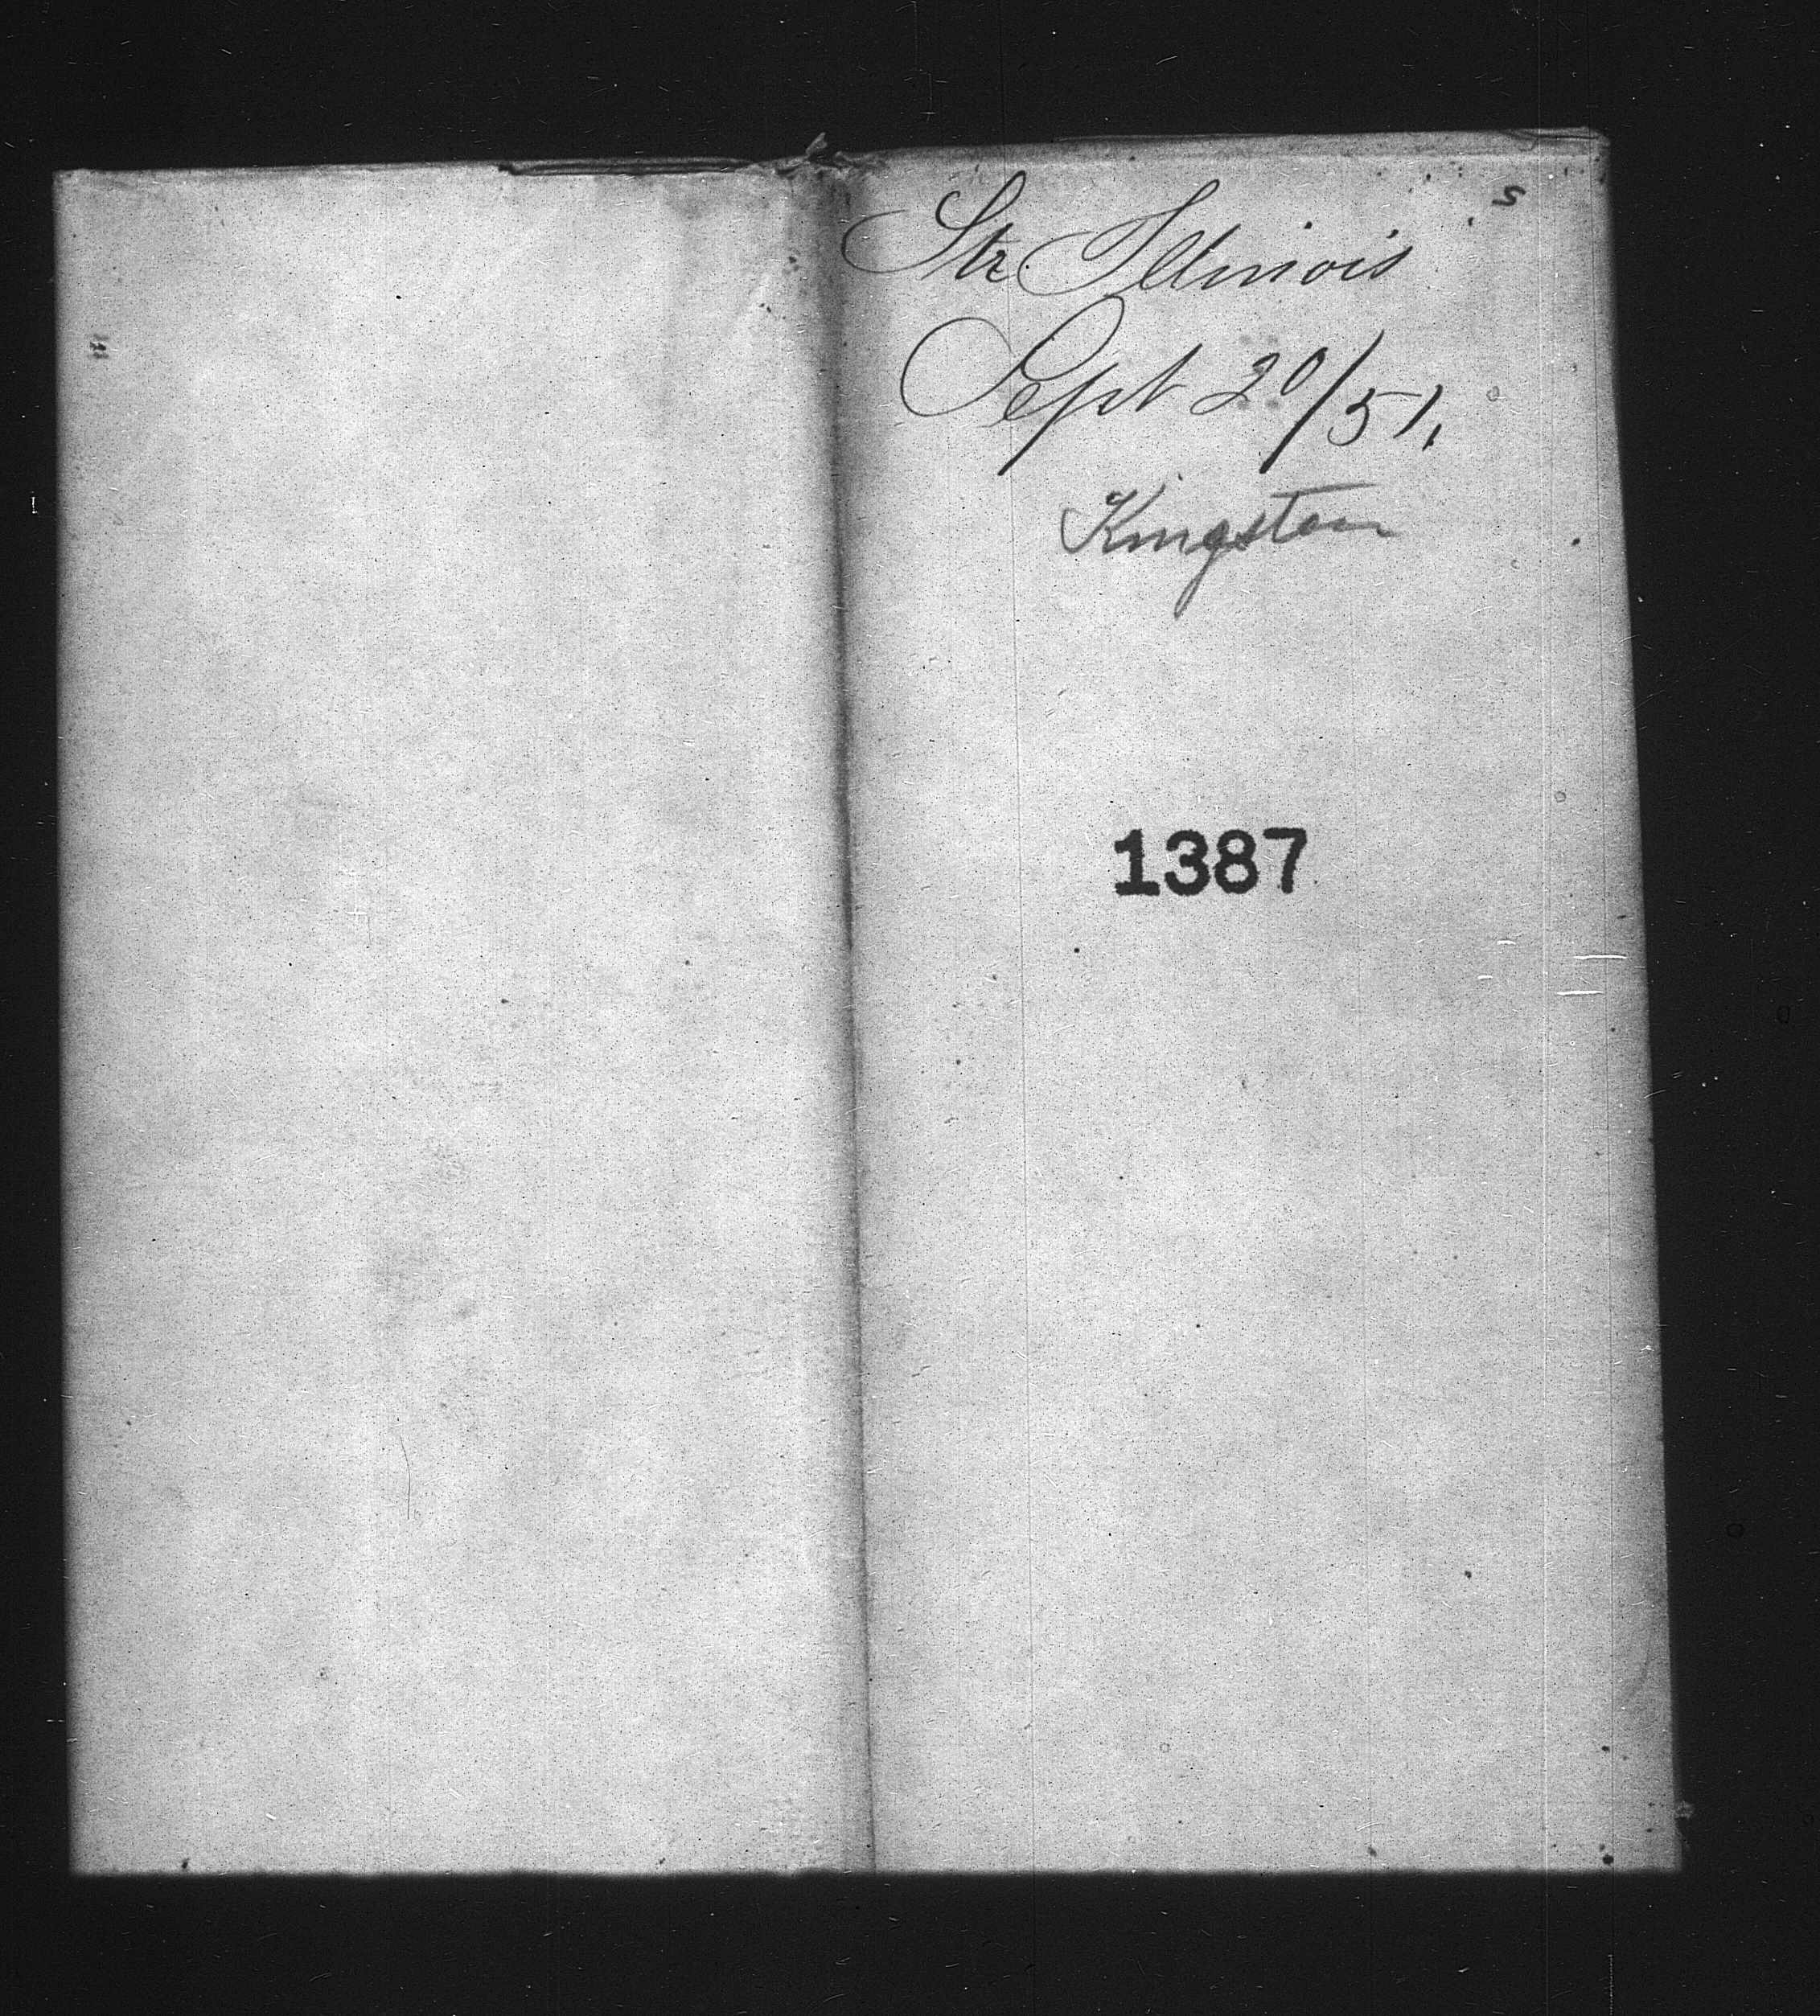 s
Str Illinois
Sept 20/51,
Kingston
1387